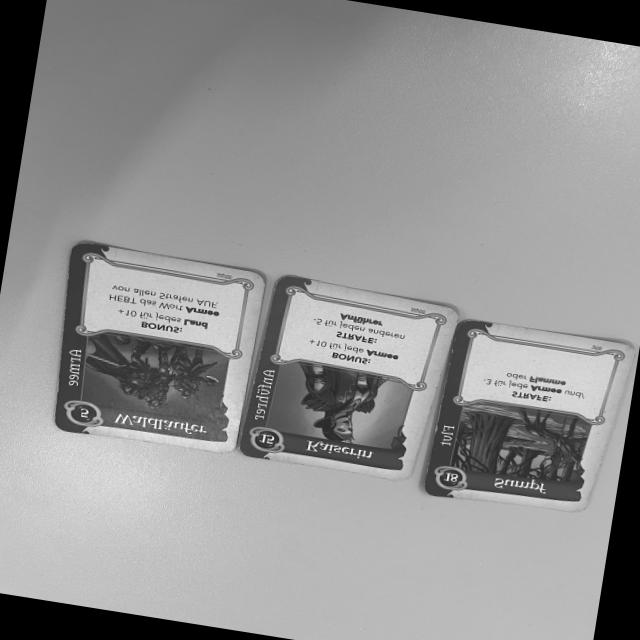 5
Waldläufer
Armee
BONUS:
+10 für jedes Land
HEBT das Wort Armee
von allen Strafen AUF
15
Kaiserin
Anführer
BONUS:
+10 für jede Armee
STRAFE:
-5 für jeden anderen
Anführer
18
Sumpf
Flut
STRAFE:
-3 für jede Armee und/
oder Flamme